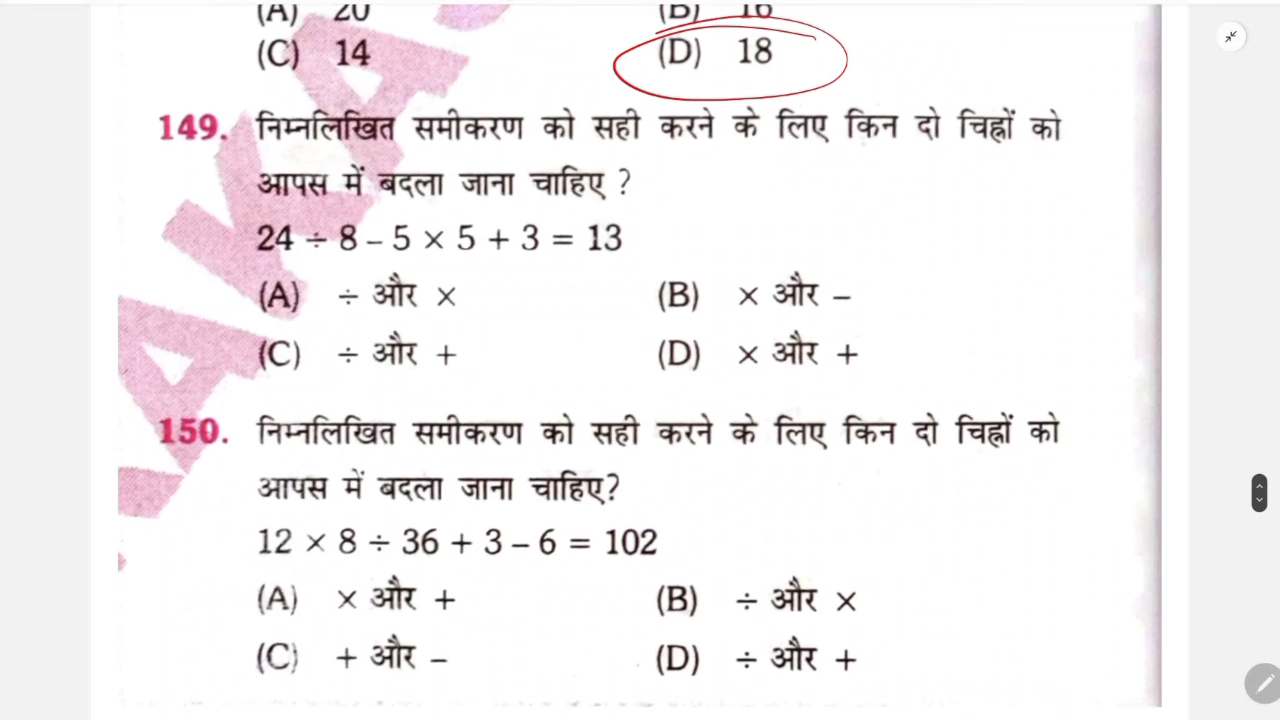 (A) 20 (B) 16
(C) 14 (D) 18
149. निम्नलिखित समीकरण को सही करने के लिए किन दो चिह्नों को
आपस में बदला जाना चाहिए ?
24 ÷ 8 – 5 × 5 + 3 = 13
(A) ÷ और × (B) × और –
(C) ÷ और + (D) × और +
150. निम्नलिखित समीकरण को सही करने के लिए किन दो चिह्नों को
आपस में बदला जाना चाहिए?
12 × 8 ÷ 36 + 3 – 6 = 102
(A) × और + (B) ÷ और ×
(C) + और – (D) ÷ और +